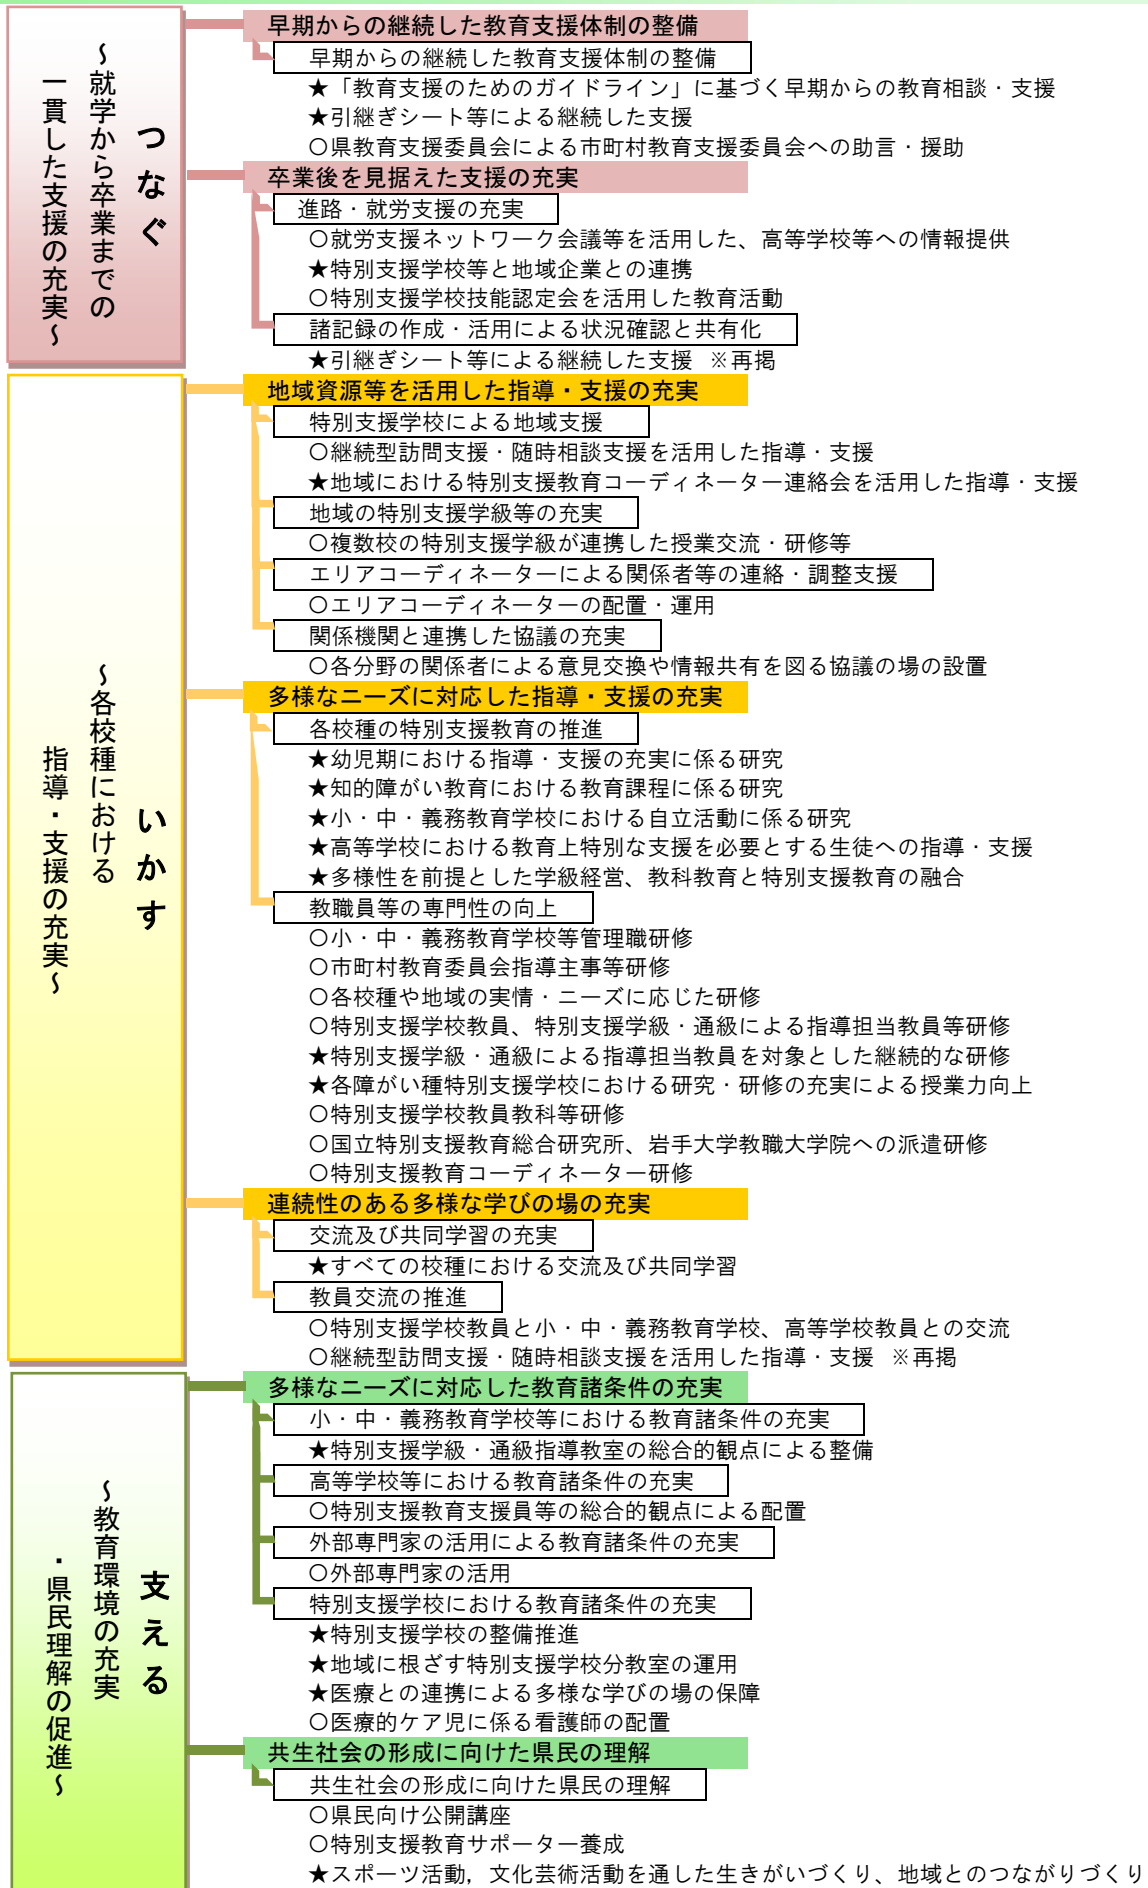 つなぐ
～就学から卒業までの
一貫した支援の充実～
早期からの継続した教育支援体制の整備
早期からの継続した教育支援体制の整備
★「教育支援のためのガイドライン」に基づく早期からの教育相談・支援
★引継ぎシート等による継続した支援
○県教育支援委員会による市町村教育支援委員会への助言・援助
卒業後を見据えた支援の充実
進路・就労支援の充実
○就労支援ネットワーク会議等を活用した、高等学校等への情報提供
★特別支援学校等と地域企業との連携
○特別支援学校技能認定会を活用した教育活動
諸記録の作成・活用による状況確認と共有化
★引継ぎシート等による継続した支援 ※再掲
いかす
～各校種における
指導・支援の充実～
地域資源等を活用した指導・支援の充実
特別支援学校による地域支援
○継続型訪問支援・随時相談支援を活用した指導・支援
★地域における特別支援教育コーディネーター連絡会を活用した指導・支援
地域の特別支援学級等の充実
○複数校の特別支援学級が連携した授業交流・研修等
エリアコーディネーターによる関係者等の連絡・調整支援
○エリアコーディネーターの配置・運用
関係機関と連携した協議の充実
○各分野の関係者による意見交換や情報共有を図る協議の場の設置
多様なニーズに対応した指導・支援の充実
各校種の特別支援教育の推進
★幼児期における指導・支援の充実に係る研究
★知的障がい教育における教育課程に係る研究
★小・中・義務教育学校における自立活動に係る研究
★高等学校における教育上特別な支援を必要とする生徒への指導・支援
★多様性を前提とした学級経営、教科教育と特別支援教育の融合
教職員等の専門性の向上
○小・中・義務教育学校等管理職研修
○市町村教育委員会指導主事等研修
○各校種や地域の実情・ニーズに応じた研修
○特別支援学校教員、特別支援学級・通級による指導担当教員等研修
★特別支援学級・通級による指導担当教員を対象とした継続的な研修
★各障がい種特別支援学校における研究・研修の充実による授業力向上
○特別支援学校教員教科等研修
○国立特別支援教育総合研究所、岩手大学教職大学院への派遣研修
○特別支援教育コーディネーター研修
連続性のある多様な学びの場の充実
交流及び共同学習の充実
★すべての校種における交流及び共同学習
教員交流の推進
○特別支援学校教員と小・中・義務教育学校、高等学校教員との交流
○継続型訪問支援・随時相談支援を活用した指導・支援 ※再掲
支える
～教育環境の充実
・県民理解の促進～
多様なニーズに対応した教育諸条件の充実
小・中・義務教育学校等における教育諸条件の充実
★特別支援学級・通級指導教室の総合的観点による整備
高等学校等における教育諸条件の充実
○特別支援教育支援員等の総合的観点による配置
外部専門家の活用による教育諸条件の充実
○外部専門家の活用
特別支援学校における教育諸条件の充実
★特別支援学校の整備推進
★地域に根ざす特別支援学校分教室の運用
★医療との連携による多様な学びの場の保障
○医療的ケア児に係る看護師の配置
共生社会の形成に向けた県民の理解
共生社会の形成に向けた県民の理解
○県民向け公開講座
○特別支援教育サポーター養成
★スポーツ活動，文化芸術活動を通した生きがいづくり、地域とのつながりづくり